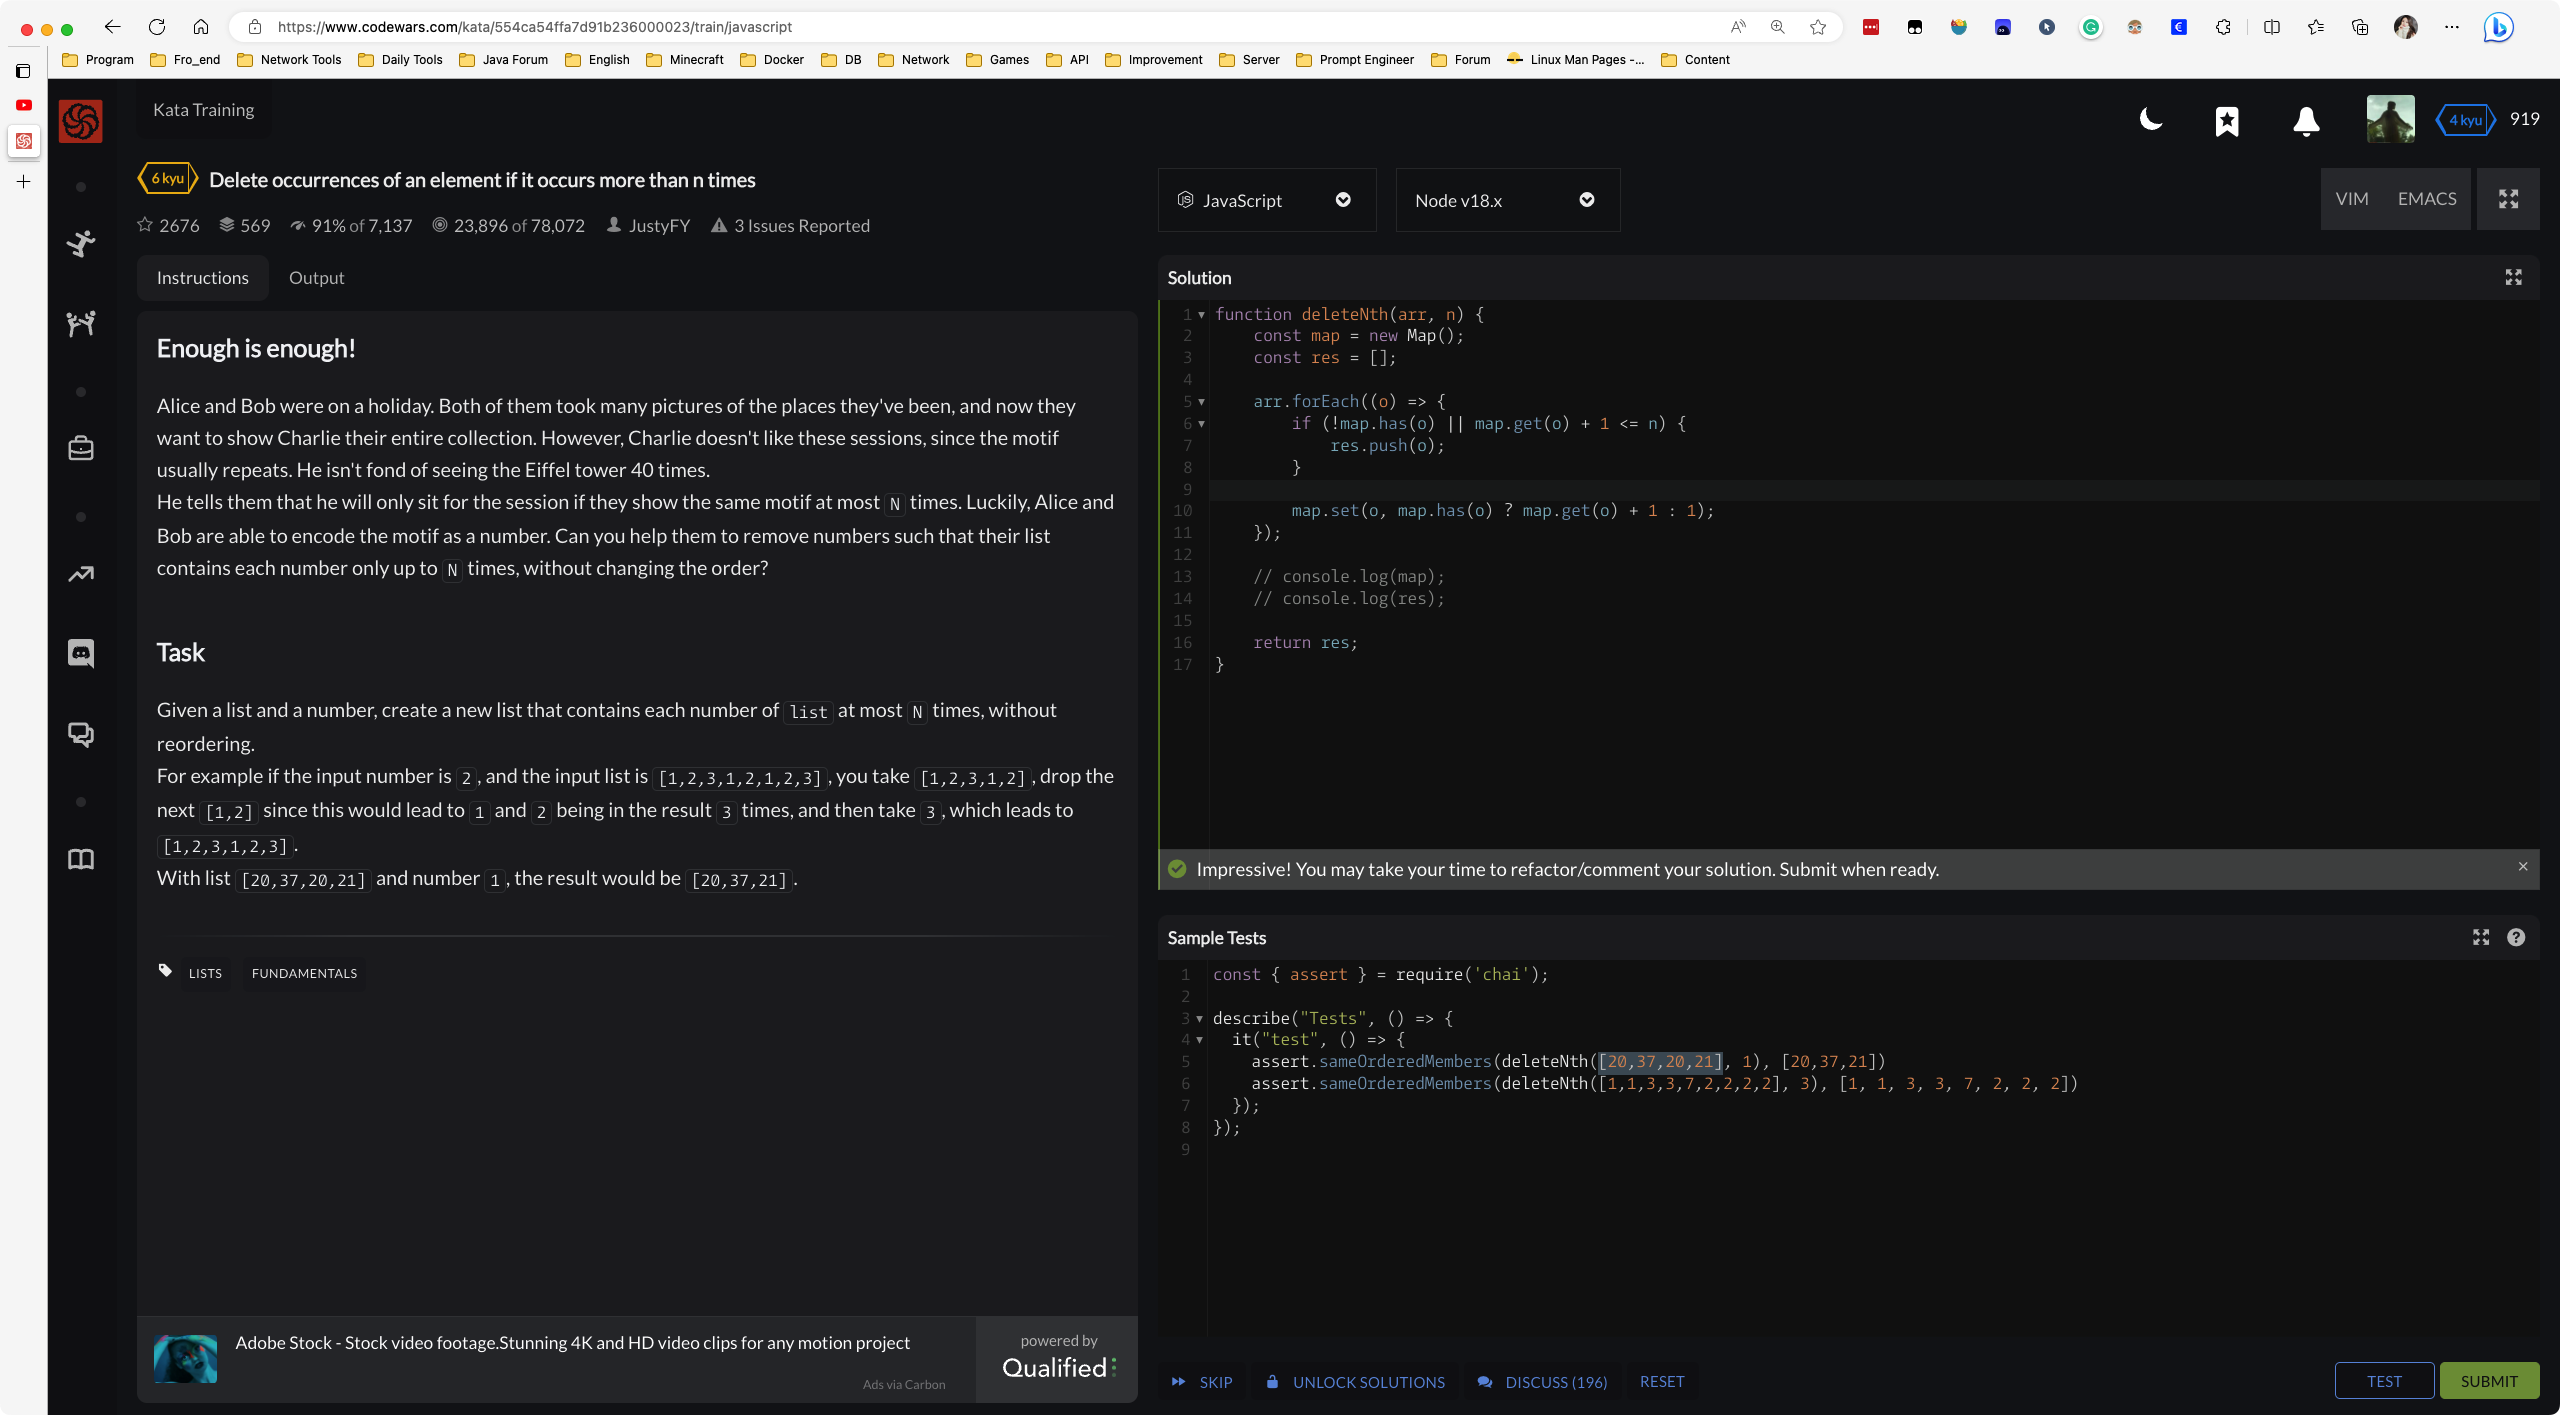 https://www.codewars.com/kata/554ca54ffa7d91b236000023/train/javascript
Program Fro_end Network Tools Daily Tools Java Forum English Minecraft Docker DB Network Games API Improvement Server Prompt Engineer Forum Linux Man Pages -... Content
Kata Training
4 kyu 919
6 kyu Delete occurrences of an element if it occurs more than n times
2676 569 91% of 7,137 23,896 of 78,072 JustyFY 3 Issues Reported
Instructions Output
Enough is enough!
Alice and Bob were on a holiday. Both of them took many pictures of the places they've been, and now they
want to show Charlie their entire collection. However, Charlie doesn't like these sessions, since the motif
usually repeats. He isn't fond of seeing the Eiffel tower 40 times.
He tells them that he will only sit for the session if they show the same motif at most N times. Luckily, Alice and
Bob are able to encode the motif as a number. Can you help them to remove numbers such that their list
contains each number only up to N times, without changing the order?
Task
Given a list and a number, create a new list that contains each number of list at most N times, without
reordering.
For example if the input number is 2, and the input list is [1,2,3,1,2,1,2,3], you take [1,2,3,1,2], drop the
next [1,2] since this would lead to 1 and 2 being in the result 3 times, and then take 3, which leads to
[1,2,3,1,2,3].
With list [20,37,20,21] and number 1, the result would be [20,37,21].
LISTS FUNDAMENTALS
Adobe Stock - Stock video footage.Stunning 4K and HD video clips for any motion project
Ads via Carbon
powered by
Qualified
JavaScript Node v18.x VIM EMACS
Solution
1 function deleteNth(arr, n) {
2 const map = new Map();
3 const res = [];
4
5 arr.forEach((o) => {
6 if (!map.has(o) || map.get(o) + 1 <= n) {
7 res.push(o);
8 }
9
10 map.set(o, map.has(o) ? map.get(o) + 1 : 1);
11 });
12
13 // console.log(map);
14 // console.log(res);
15
16 return res;
17 }
Impressive! You may take your time to refactor/comment your solution. Submit when ready.
Sample Tests
1 const { assert } = require('chai');
2
3 describe("Tests", () => {
4 it("test", () => {
5 assert.sameOrderedMembers(deleteNth([20,37,20,21], 1), [20,37,21])
6 assert.sameOrderedMembers(deleteNth([1,1,3,3,7,2,2,2,2], 3), [1, 1, 3, 3, 7, 2, 2, 2])
7 });
8 });
9
SKIP UNLOCK SOLUTIONS DISCUSS (196) RESET TEST SUBMIT